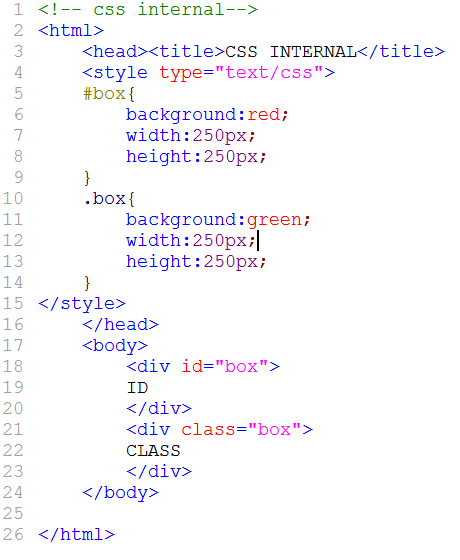 1 <!-- css internal-->
2 <html>
3     <head><title>CSS INTERNAL</title>
4     <style type="text/css">
5     #box{
6         background:red;
7         width:250px;
8         height:250px;
9     }
10     .box{
11         background:green;
12         width:250px;
13         height:250px;
14     }
15 </style>
16     </head>
17     <body>
18         <div id="box">
19         ID
20         </div>
21         <div class="box">
22         CLASS
23         </div>
24     </body>
25
26 </html>